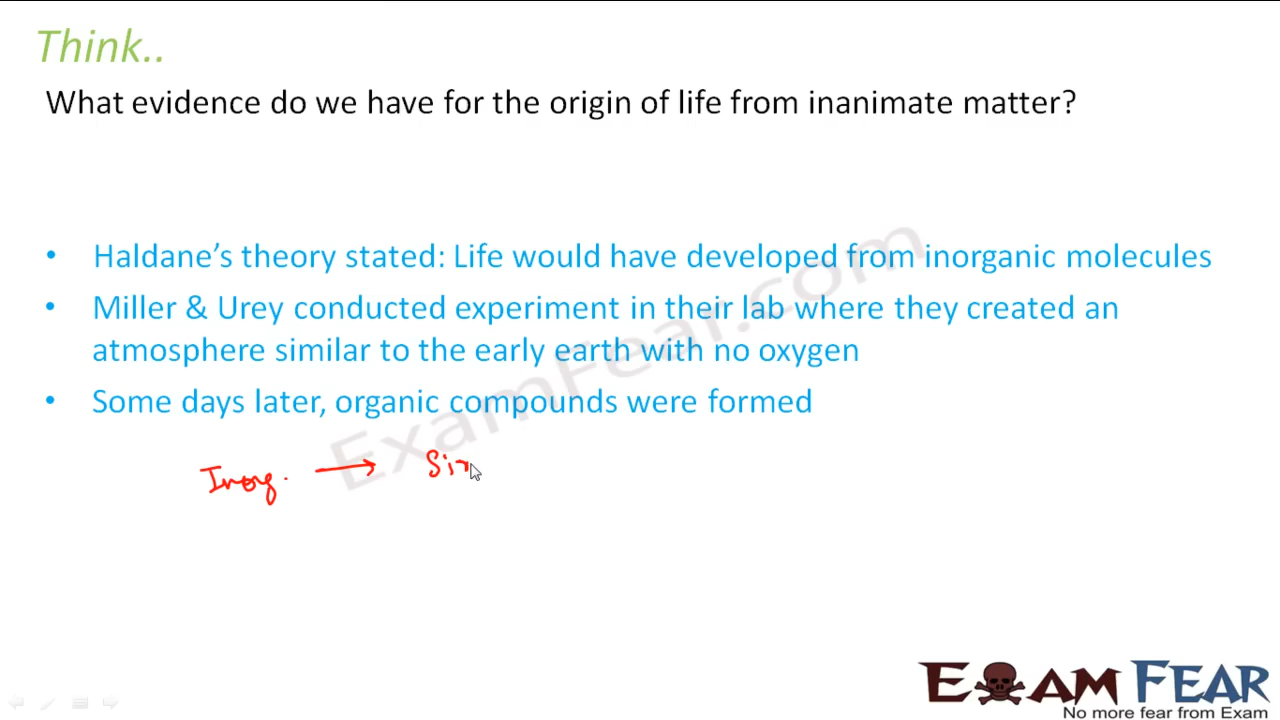 Think..
What evidence do we have for the origin of life from inanimate matter?
• Haldane’s theory stated: Life would have developed from inorganic molecules
• Miller & Urey conducted experiment in their lab where they created an
atmosphere similar to the early earth with no oxygen
• Some days later, organic compounds were formed
Inorg. → Sim
ExamFear.com
EXAM FEAR
No more fear from Exam